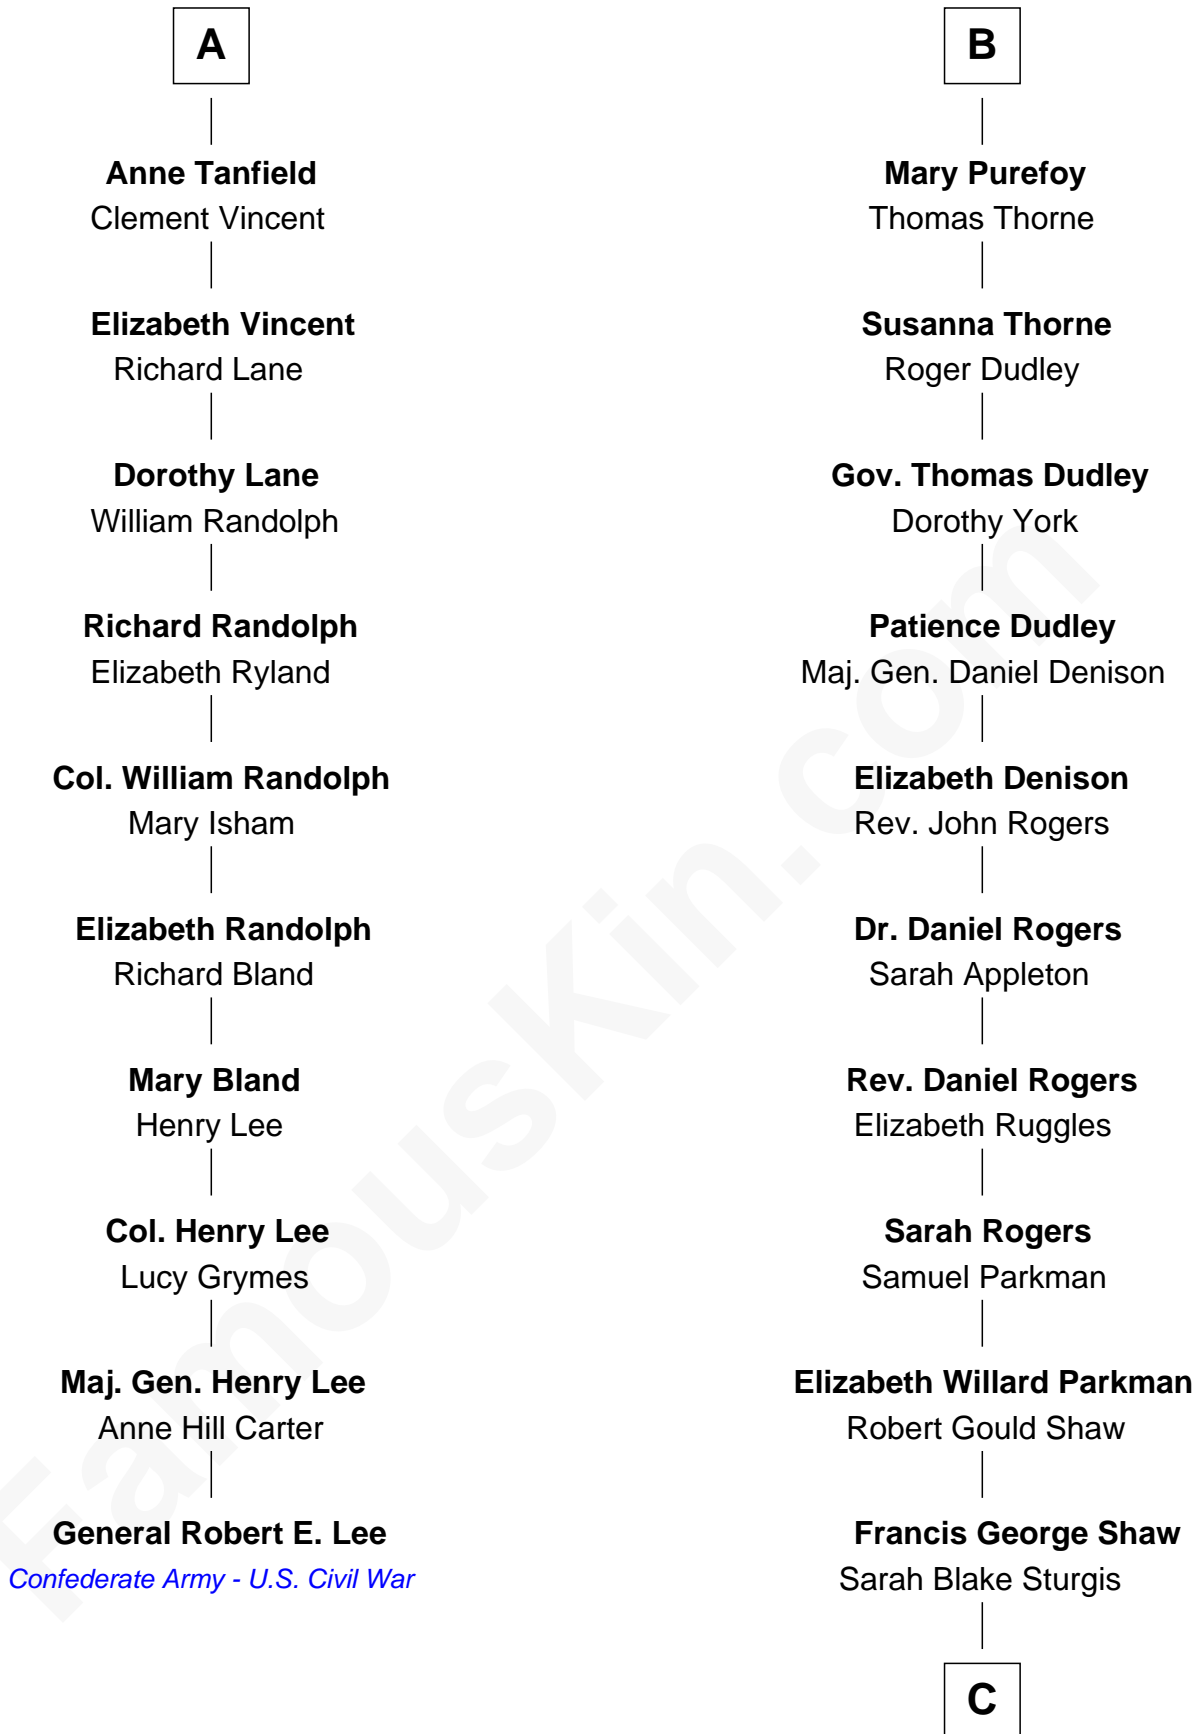 A
Anne Tanfield
Clement Vincent
Elizabeth Vincent
Richard Lane
Dorothy Lane
William Randolph
Richard Randolph
Elizabeth Ryland
Col. William Randolph
Mary Isham
Elizabeth Randolph
Richard Bland
Mary Bland
Henry Lee
Col. Henry Lee
Lucy Grymes
Maj. Gen. Henry Lee
Anne Hill Carter
General Robert E. Lee
Confederate Army - U.S. Civil War
B
Mary Purefoy
Thomas Thorne
Susanna Thorne
Roger Dudley
Gov. Thomas Dudley
Dorothy York
Patience Dudley
Maj. Gen. Daniel Denison
Elizabeth Denison
Rev. John Rogers
Dr. Daniel Rogers
Sarah Appleton
Rev. Daniel Rogers
Elizabeth Ruggles
Sarah Rogers
Samuel Parkman
Elizabeth Willard Parkman
Robert Gould Shaw
Francis George Shaw
Sarah Blake Sturgis
C
FamousKin.com